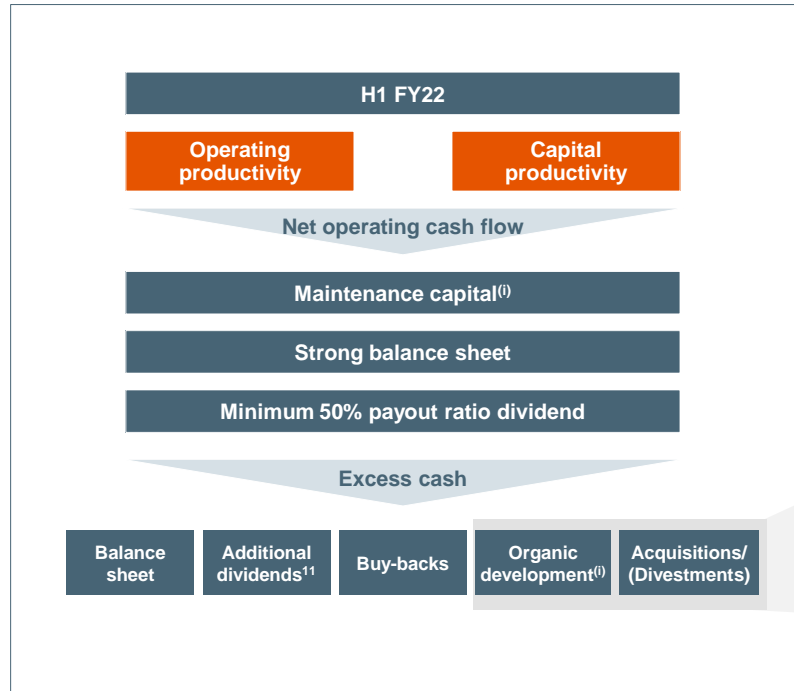 H1 FY22
Operating
productivity
Capital
productivity
Net operating cash flow
Maintenance capital(i)
Strong balance sheet
Minimum 50% payout ratio dividend
Excess cash
Balance
sheet
Additional
dividends11
Buy-backs
Organic
development(i)
Acquisitions/
(Divestments)